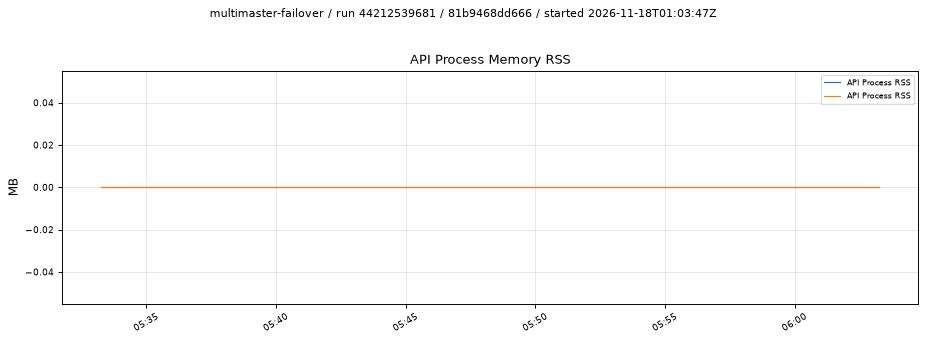 multimaster-failover / run 44212539681 / 81b9468dd666 / started 2026-11-18T01:03:47Z
API Process Memory RSS
API Process RSS
API Process RSS
MB
0.04
0.02
0.00
−0.02
−0.04
05:35
05:40
05:45
05:50
05:55
06:00